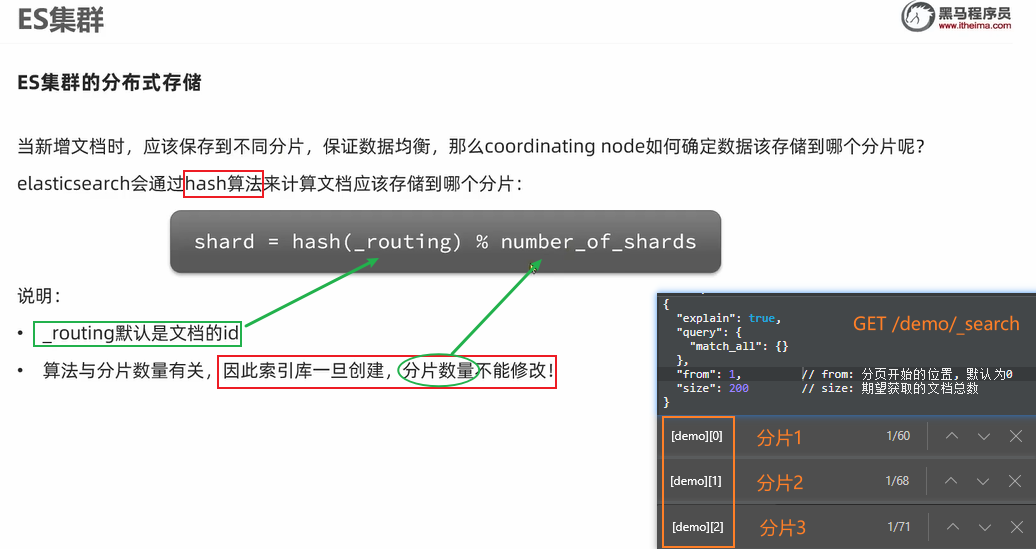 ES集群
黑马程序员
www.itheima.com
ES集群的分布式存储
当新增文档时，应该保存到不同分片，保证数据均衡，那么coordinating node如何确定数据该存储到哪个分片呢？
elasticsearch会通过hash算法来计算文档应该存储到哪个分片：
shard = hash(_routing) % number_of_shards
说明：
• _routing默认是文档的id
• 算法与分片数量有关，因此索引库一旦创建，分片数量不能修改！
{
"explain": true,
GET /demo/_search
"query": {
"match_all": {}
},
"from": 1, // from: 分页开始的位置，默认为0
"size": 200 // size: 期望获取的文档总数
}
[demo][0] 分片1 1/60
[demo][1] 分片2 1/68
[demo][2] 分片3 1/71